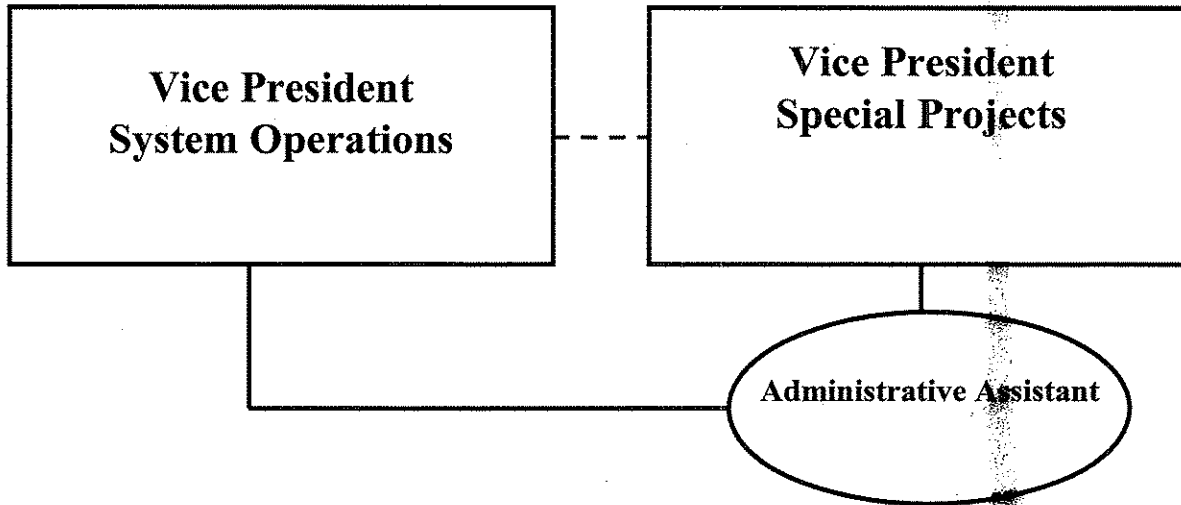 Vice President
System Operations
Vice President
Special Projects
Administrative Assistant